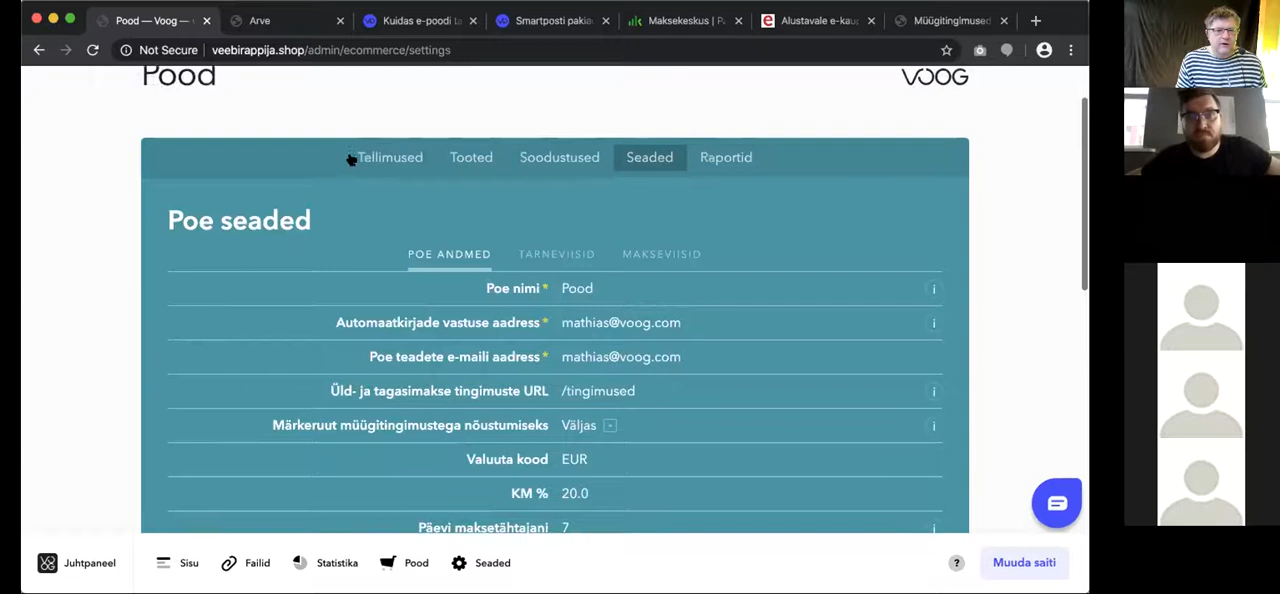 Pood — Voog —
Arve
Kuidas e-poodi ta
Smartposti pakia
Maksekeskus | P
Alustavale e-kau
Müügitingimused
Not Secure
veebirappija.shop/admin/ecommerce/settings
Pood
VOOG
Tellimused
Tooted
Soodustused
Seaded
Raportid
Poe seaded
POE ANDMED
TARNEVIISID
MAKSEVIISID
Poe nimi * Pood
Automaatkirjade vastuse aadress * mathias@voog.com
Poe teadete e-maili aadress * mathias@voog.com
Üld- ja tagasimakse tingimuste URL /tingimused
Märkeruut müügitingimustega nõustumiseks Väljas
Valuuta kood EUR
KM % 20.0
Päevi maksetähtajani 7
Juhtpaneel
Sisu
Failid
Statistika
Pood
Seaded
?
Muuda saiti